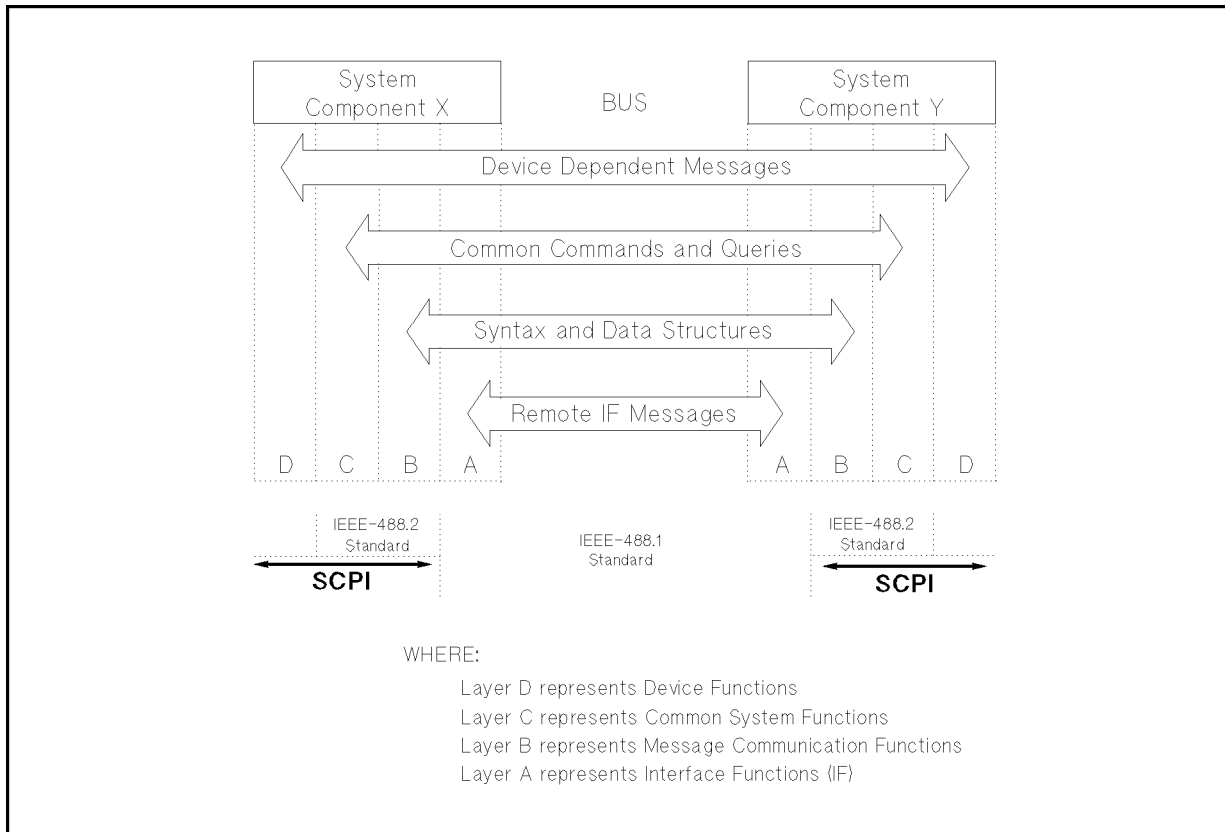 System
Component X
BUS
System
Component Y
Device Dependent Messages
Common Commands and Queries
Syntax and Data Structures
Remote IF Messages
D C B A A B C D
IEEE-488.2
Standard
IEEE-488.1
Standard
IEEE-488.2
Standard
SCPI
SCPI
WHERE:
Layer D represents Device Functions
Layer C represents Common System Functions
Layer B represents Message Communication Functions
Layer A represents Interface Functions (IF)